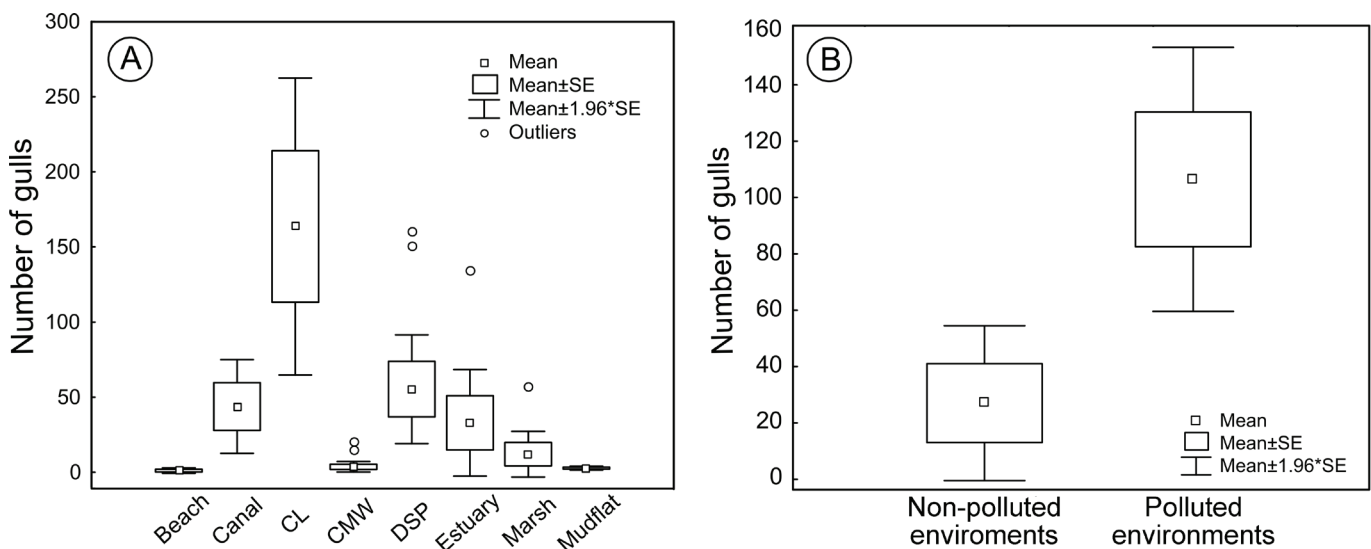 A
Number of gulls
300
250
200
150
100
50
0
Mean
Mean±SE
Mean±1.96*SE
Outliers
Beach
Canal
CL
CMW
DSP
Estuary
Marsh
Mudflat
B
Number of gulls
160
140
120
100
80
60
40
20
0
Mean
Mean±SE
Mean±1.96*SE
Non-polluted
enviroments
Polluted
environments